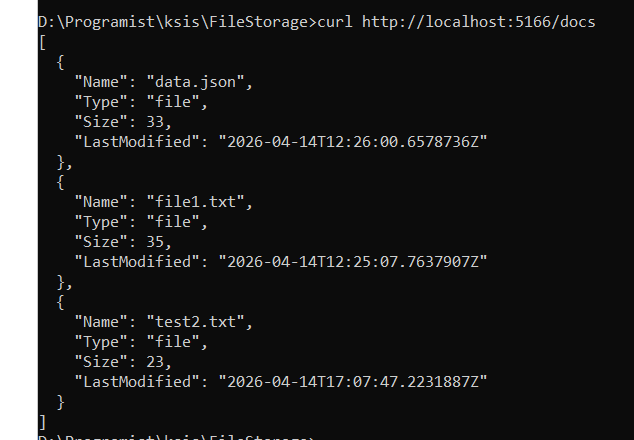 D:\Programist\ksis\FileStorage>curl http://localhost:5166/docs
[
  {
    "Name": "data.json",
    "Type": "file",
    "Size": 33,
    "LastModified": "2026-04-14T12:26:00.6578736Z"
  },
  {
    "Name": "file1.txt",
    "Type": "file",
    "Size": 35,
    "LastModified": "2026-04-14T12:25:07.7637907Z"
  },
  {
    "Name": "test2.txt",
    "Type": "file",
    "Size": 23,
    "LastModified": "2026-04-14T17:07:47.2231887Z"
  }
]
D:\Programist\ksis\FileStorage>